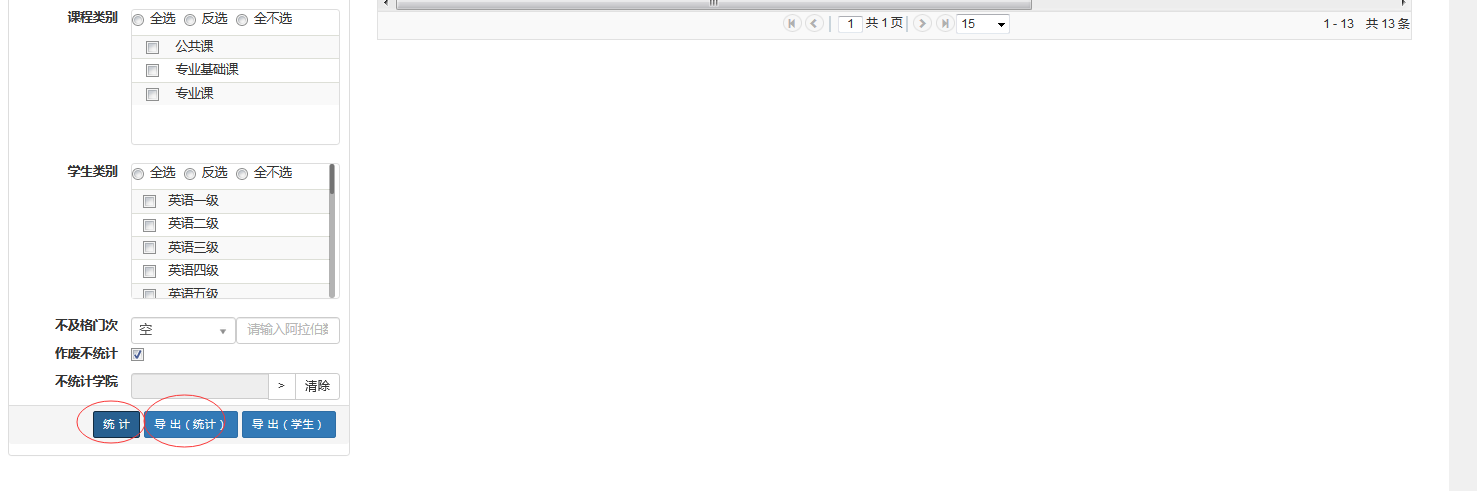 课程类别 全选 反选 全不选
公共课
专业基础课
专业课
学生类别 全选 反选 全不选
英语一级
英语二级
英语三级
英语四级
英语五级
不及格门次 空 请输入阿拉伯数
作废不统计
不统计学院 > 清除
统 计 导 出 ( 统计 ) 导 出 ( 学生 )
1 共 1 页 15 1 - 13 共 13 条